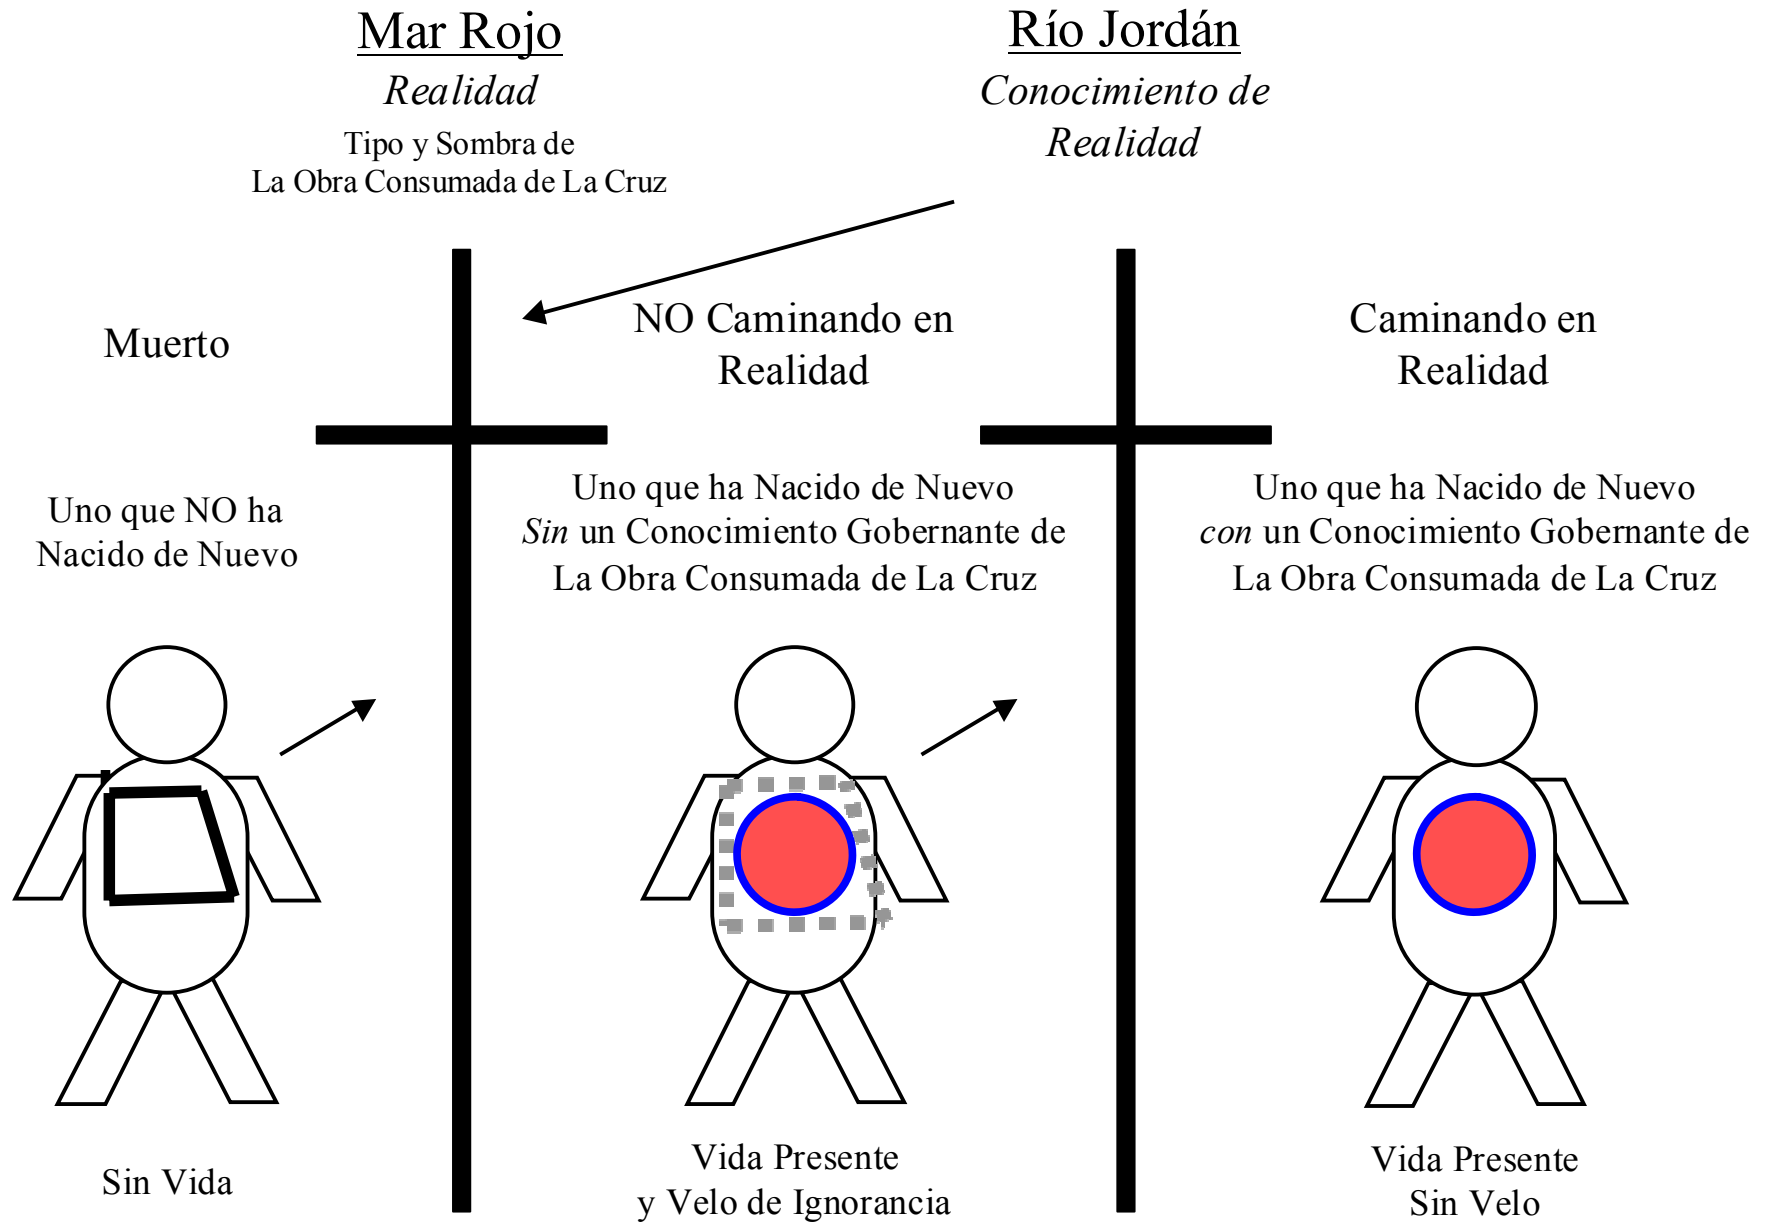 Mar Rojo
Realidad
Tipo y Sombra de
La Obra Consumada de La Cruz
Río Jordán
Conocimiento de
Realidad
Muerto
NO Caminando en
Realidad
Caminando en
Realidad
Uno que NO ha
Nacido de Nuevo
Uno que ha Nacido de Nuevo
Sin un Conocimiento Gobernante de
La Obra Consumada de La Cruz
Uno que ha Nacido de Nuevo
con un Conocimiento Gobernante de
La Obra Consumada de La Cruz
Sin Vida
Vida Presente
y Velo de Ignorancia
Vida Presente
Sin Velo